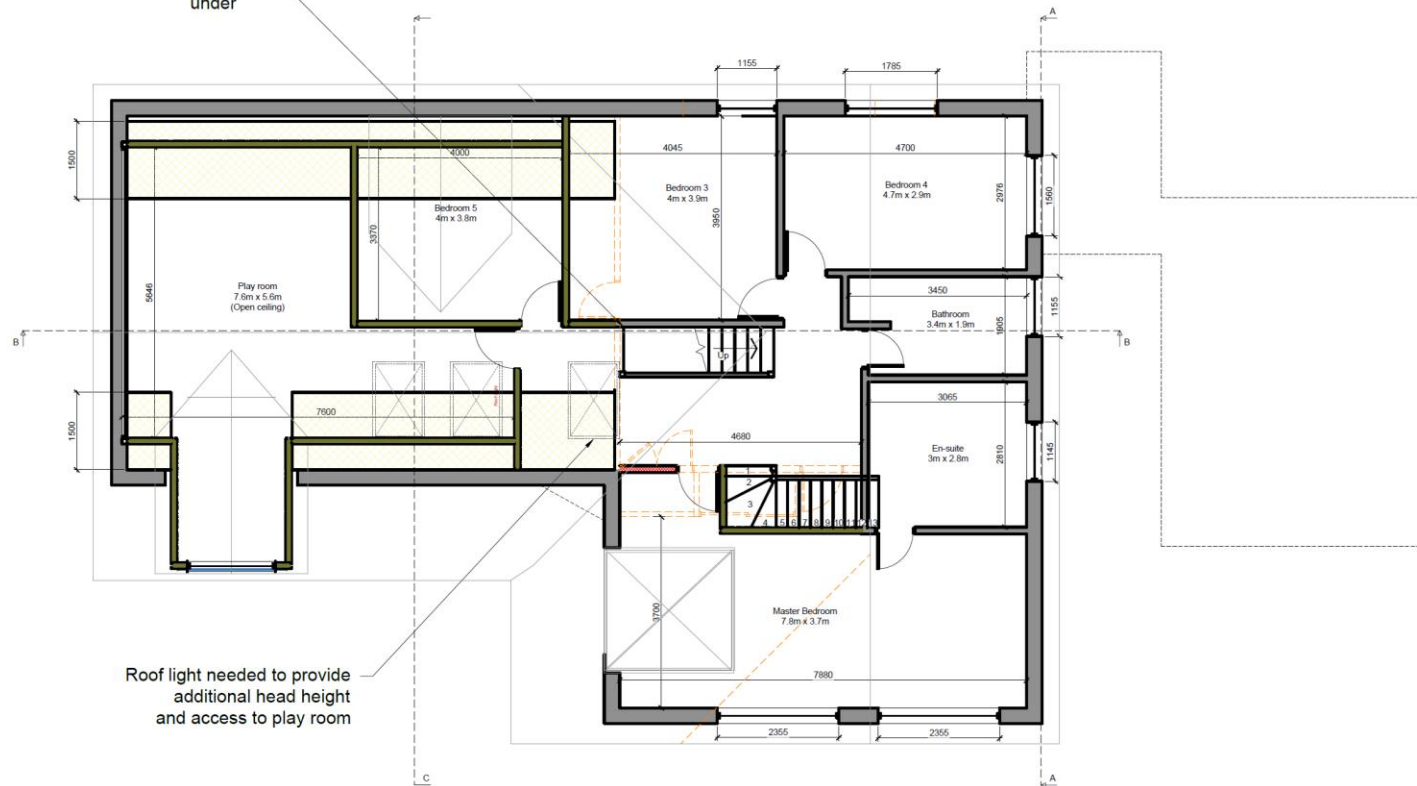 under
A
1155
1785
1500
4000
4045
4700
Bedroom 3
4m x 3.9m
Bedroom 4
4.7m x 2.9m
2976
1560
Bedroom 5
4m x 3.8m
3370
3950
5646
Play room
7.6m x 5.6m
(Open ceiling)
3450
Bathroom
3.4m x 1.9m
1905
1155
B
B
Up
1500
7600
3065
4680
En-suite
3m x 2.8m
2810
1145
1
2
3
4 5 6 7 8 9 10 11 12 13
Master Bedroom
7.8m x 3.7m
3700
Roof light needed to provide
additional head height
and access to play room
7880
2355
2355
C
A